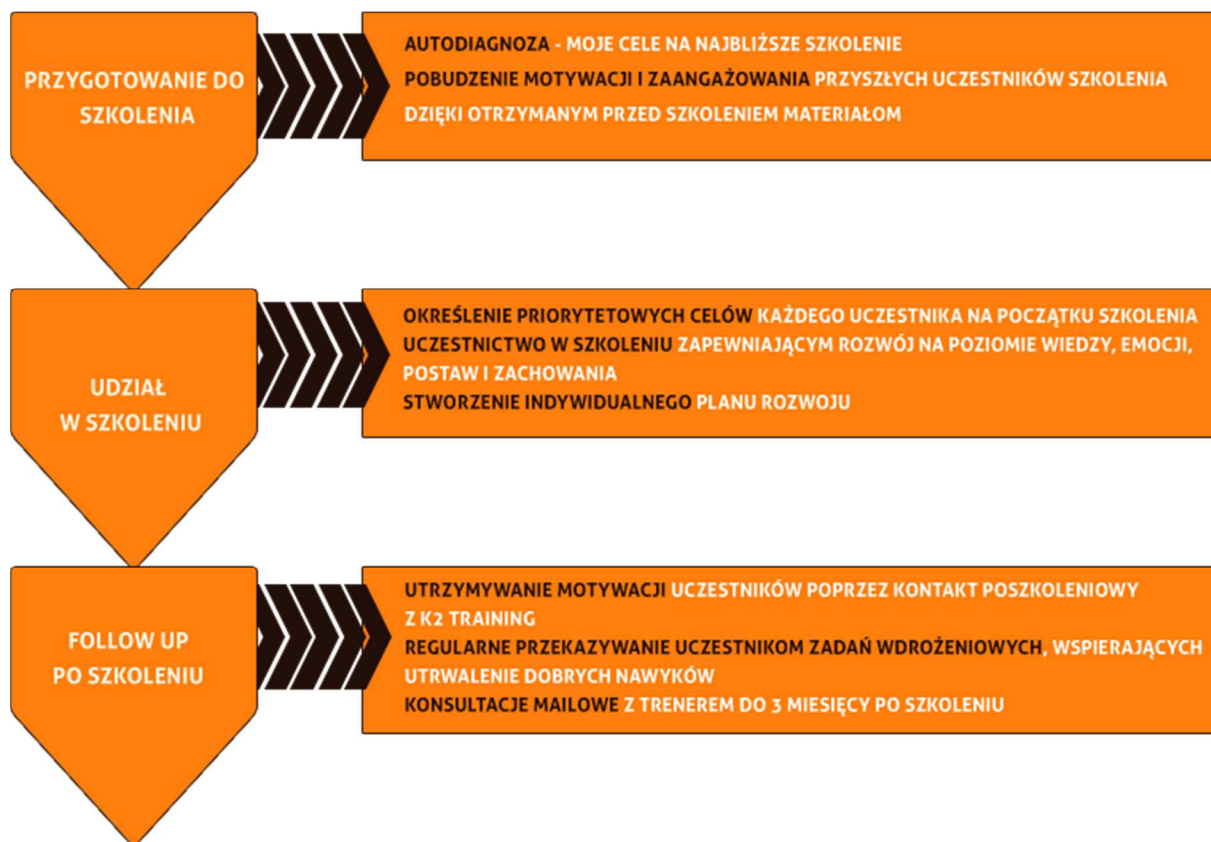 PRZYGOTOWANIE DO
SZKOLENIA
AUTODIAGNOZA - MOJE CELE NA NAJBLIŻSZE SZKOLENIE
POBUDZENIE MOTYWACJI I ZAANGAŻOWANIA PRZYSZŁYCH UCZESTNIKÓW SZKOLENIA
DZIĘKI OTRZYMANYM PRZED SZKOLENIEM MATERIAŁOM
UDZIAŁ
W SZKOLENIU
OKREŚLENIE PRIORYTETOWYCH CELÓW KAŻDEGO UCZESTNIKA NA POCZĄTKU SZKOLENIA
UCZESTNICTWO W SZKOLENIU ZAPEWNIAJĄCYM ROZWÓJ NA POZIOMIE WIEDZY, EMOCJI,
POSTAW I ZACHOWANIA
STWORZENIE INDYWIDUALNEGO PLANU ROZWOJU
FOLLOW UP
PO SZKOLENIU
UTRZYMYWANIE MOTYWACJI UCZESTNIKÓW POPRZEZ KONTAKT POSZKOLENIOWY
Z K2 TRAINING
REGULARNE PRZEKAZYWANIE UCZESTNIKOM ZADAŃ WDROŻENIOWYCH, WSPIERAJĄCYCH
UTRWALENIE DOBRYCH NAWYKÓW
KONSULTACJE MAILOWE Z TRENEREM DO 3 MIESIĘCY PO SZKOLENIU